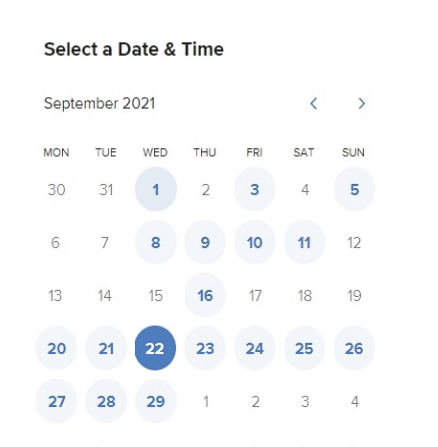 Select a Date & Time
September 2021
MON TUE WED THU FRI SAT SUN
30 31 1 2 3 4 5
6 7 8 9 10 11 12
13 14 15 16 17 18 19
20 21 22 23 24 25 26
27 28 29 1 2 3 4